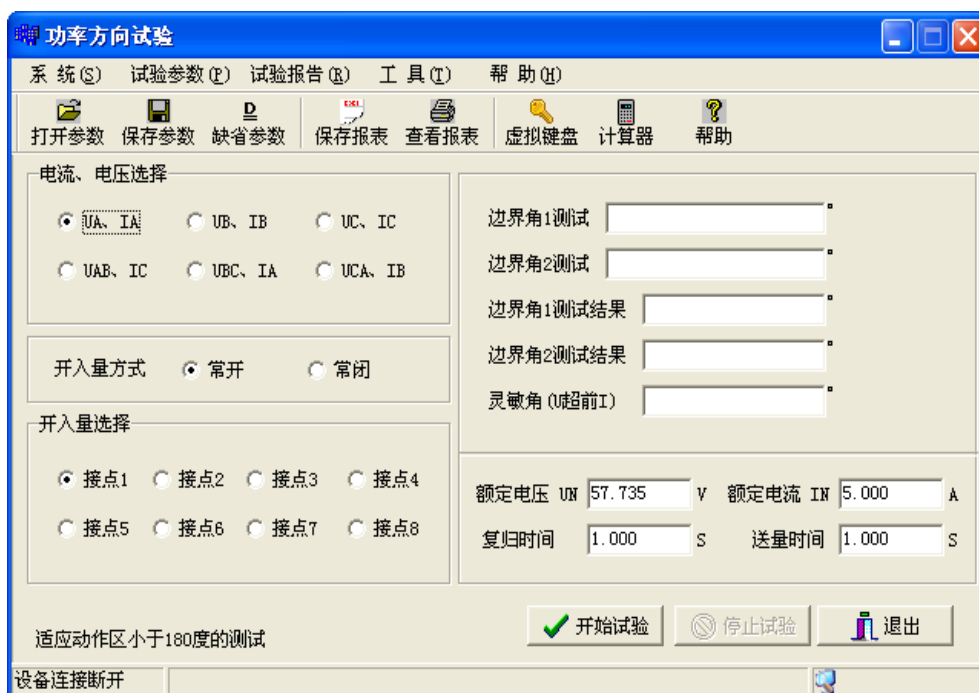 功率方向试验
系 统(S) 试验参数(P) 试验报告(R) 工 具(T) 帮 助(H)
D EXL
打开参数 保存参数 缺省参数 保存报表 查看报表 虚拟键盘 计算器 帮助
电流、电压选择
UA、IA UB、IB UC、IC
UAB、IC UBC、IA UCA、IB
开入量方式 常开 常闭
开入量选择
接点1 接点2 接点3 接点4
接点5 接点6 接点7 接点8
边界角1测试 °
边界角2测试 °
边界角1测试结果 °
边界角2测试结果 °
灵敏角(U超前I) °
额定电压 UN 57.735 V 额定电流 IN 5.000 A
复归时间 1.000 S 送量时间 1.000 S
适应动作区小于180度的测试
开始试验 停止试验 退出
设备连接断开